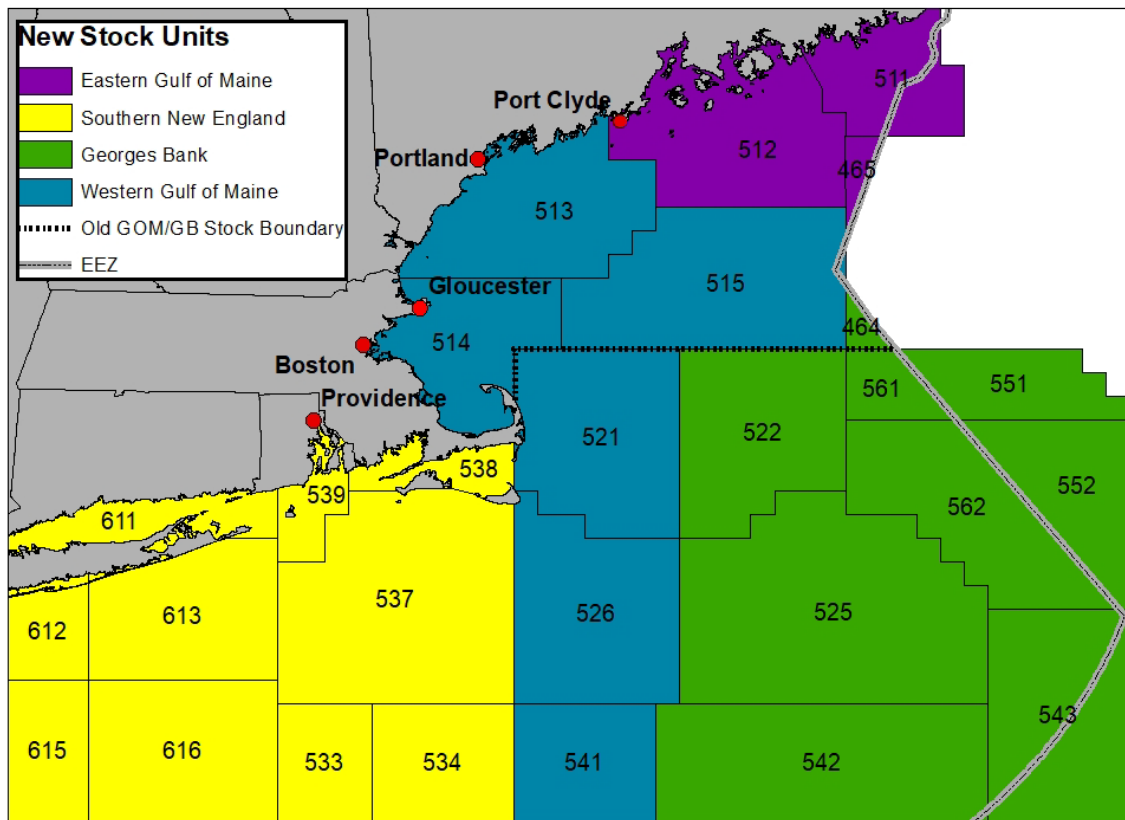 New Stock Units
Eastern Gulf of Maine
Southern New England
Georges Bank
Western Gulf of Maine
Old GOM/GB Stock Boundary
EEZ
511
Port Clyde
512
Portland
465
513
Gloucester
515
464
514
Boston
561
551
Providence
521
522
538
552
539
562
611
537
526
525
613
612
543
615
616
533
534
541
542